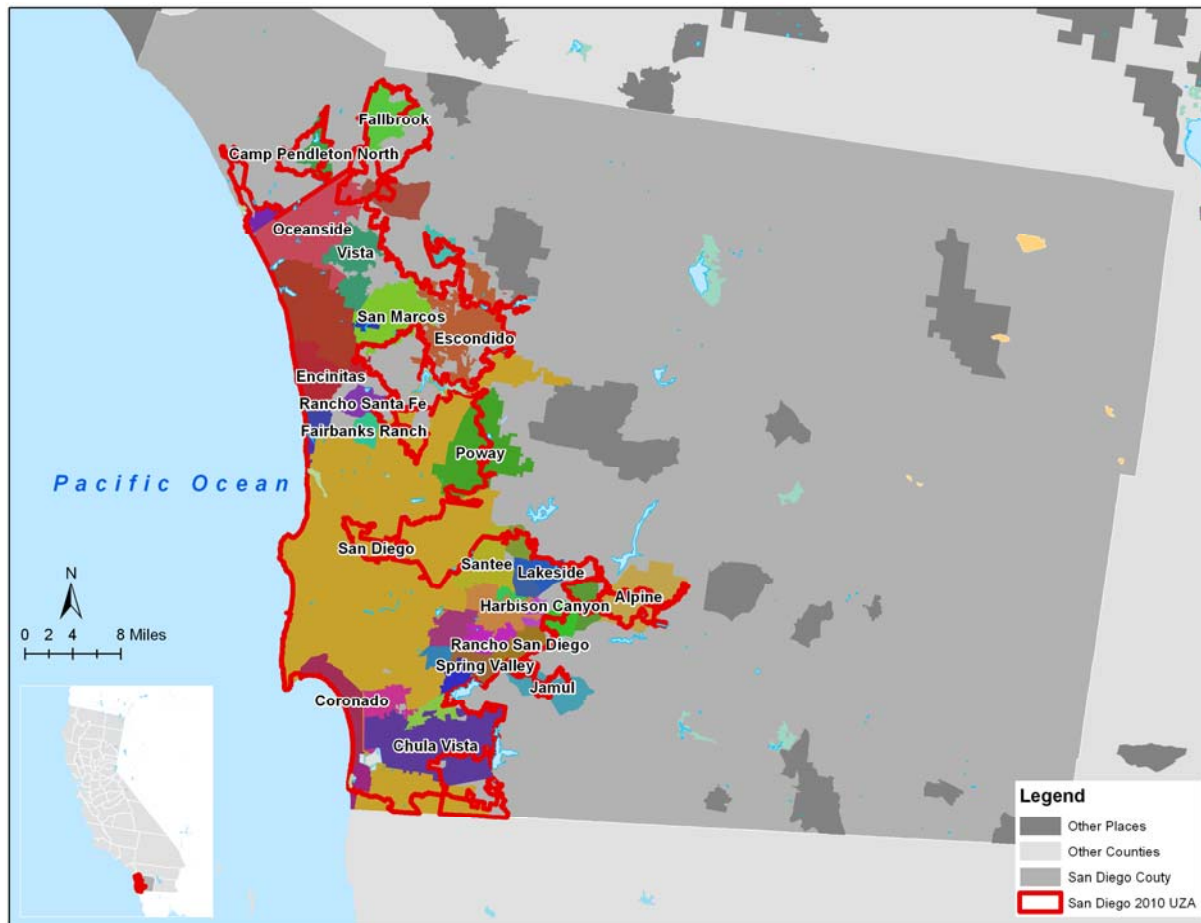 Fallbrook
Camp Pendleton North
Oceanside
Vista
San Marcos
Escondido
Encinitas
Rancho Santa Fe
Fairbanks Ranch
Poway
Pacific Ocean
San Diego
Santee
Lakeside
Harbison Canyon
Alpine
Rancho San Diego
Spring Valley
Jamul
Coronado
Chula Vista
N
0 2 4 8 Miles
Legend
Other Places
Other Counties
San Diego Couty
San Diego 2010 UZA